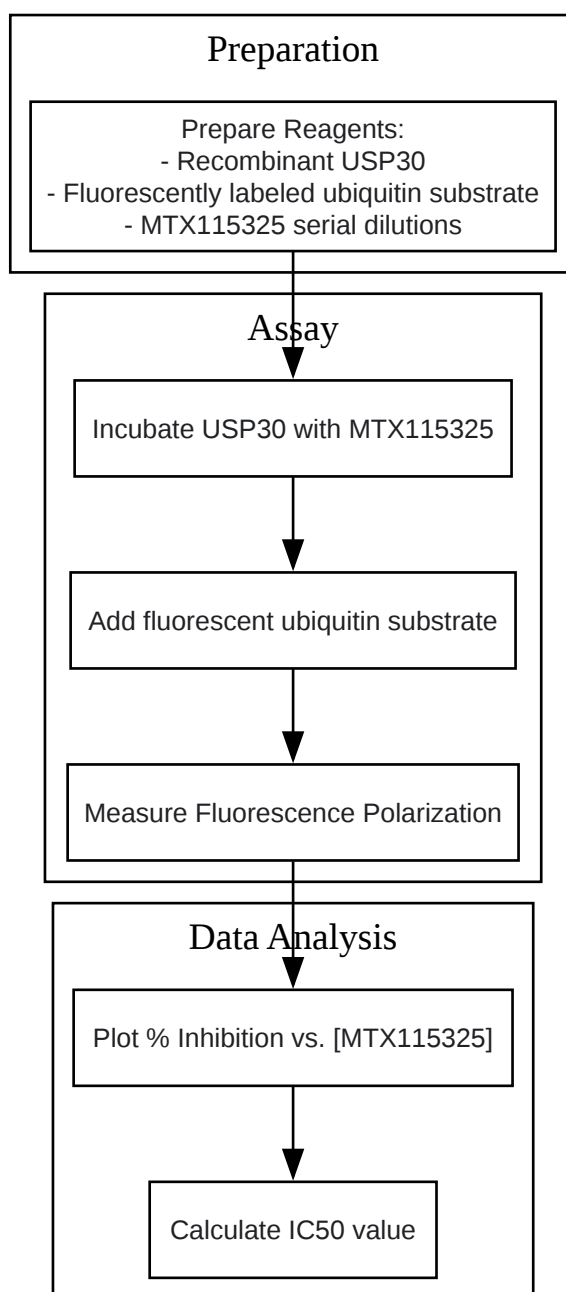 Preparation
Prepare Reagents:
- Recombinant USP30
- Fluorescently labeled ubiquitin substrate
- MTX115325 serial dilutions
Assay
Incubate USP30 with MTX115325
Add fluorescent ubiquitin substrate
Measure Fluorescence Polarization
Data Analysis
Plot % Inhibition vs. [MTX115325]
Calculate IC50 value